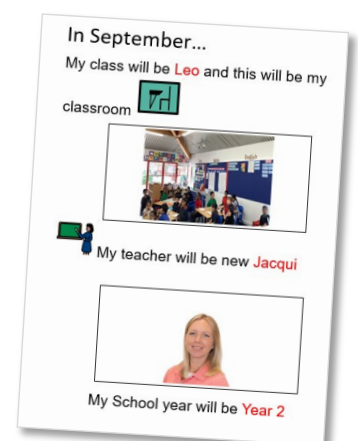 In September...
My class will be Leo and this will be my
classroom
My teacher will be new Jacqui
My School year will be Year 2